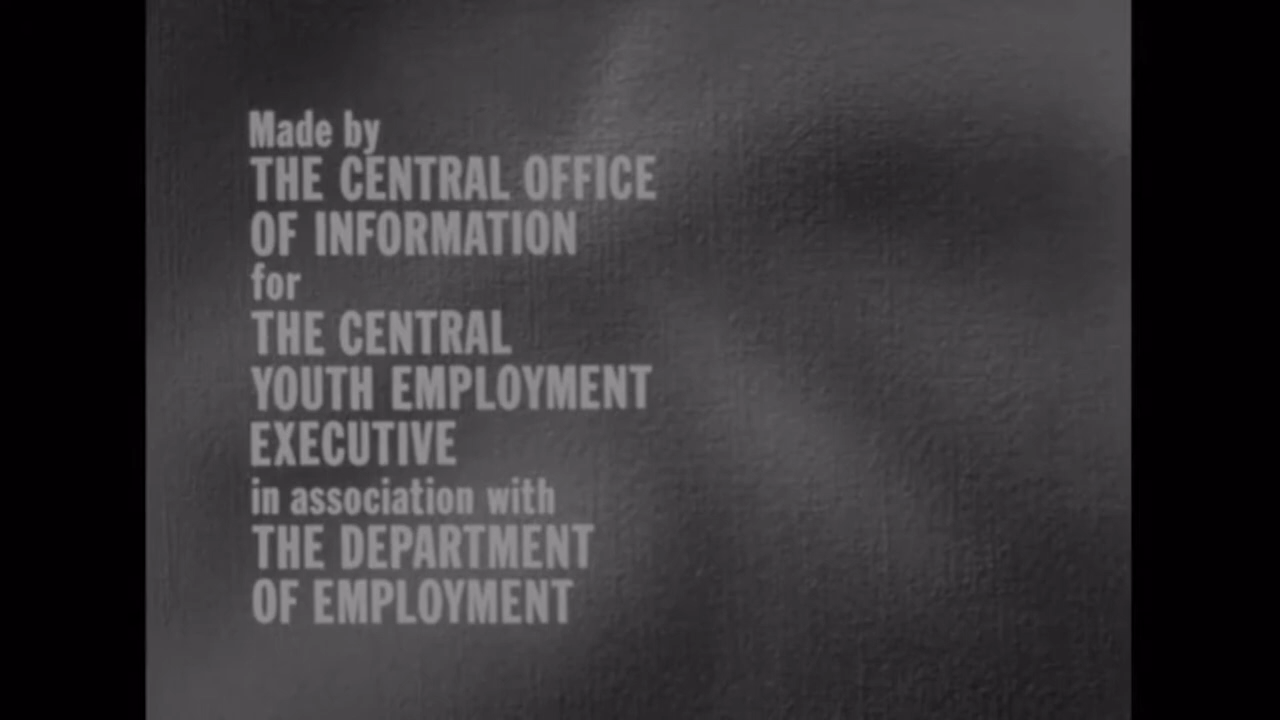 Made by
THE CENTRAL OFFICE
OF INFORMATION
for
THE CENTRAL
YOUTH EMPLOYMENT
EXECUTIVE
in association with
THE DEPARTMENT
OF EMPLOYMENT